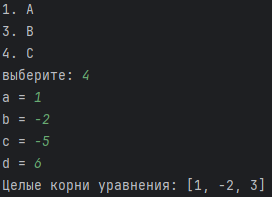 1. A
3. B
4. C
выберите: 4
a = 1
b = -2
c = -5
d = 6
Целые корни уравнения: [1, -2, 3]